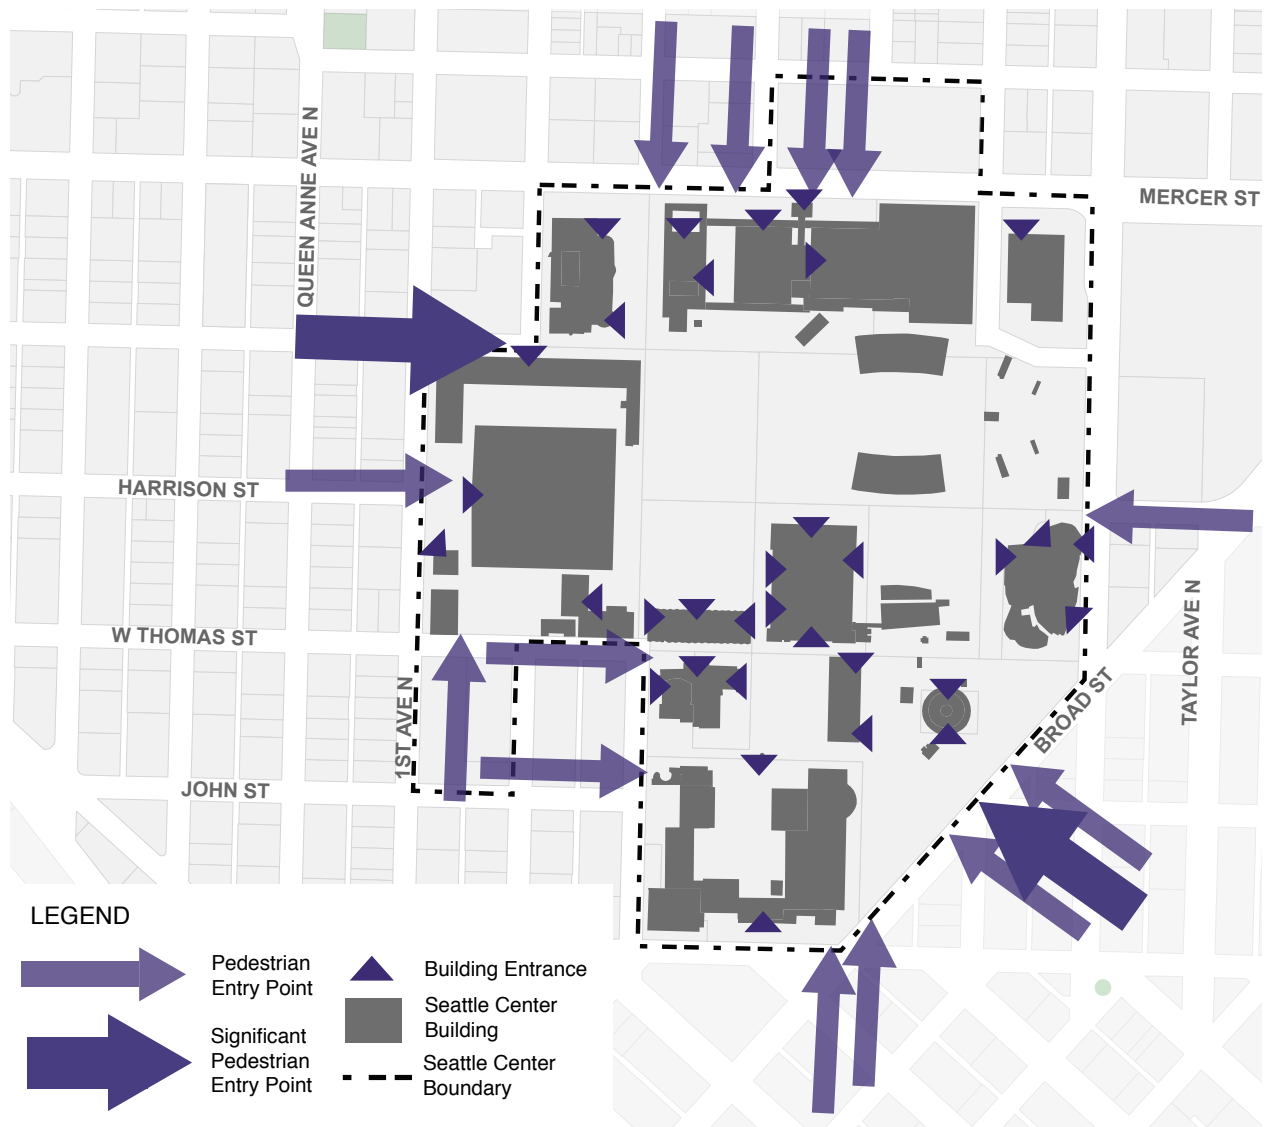 QUEEN ANNE AVE N
MERCER ST
HARRISON ST
W THOMAS ST
1ST AVE N
JOHN ST
TAYLOR AVE N
BROAD ST
LEGEND
Pedestrian
Entry Point
Significant
Pedestrian
Entry Point
Building Entrance
Seattle Center
Building
Seattle Center
Boundary